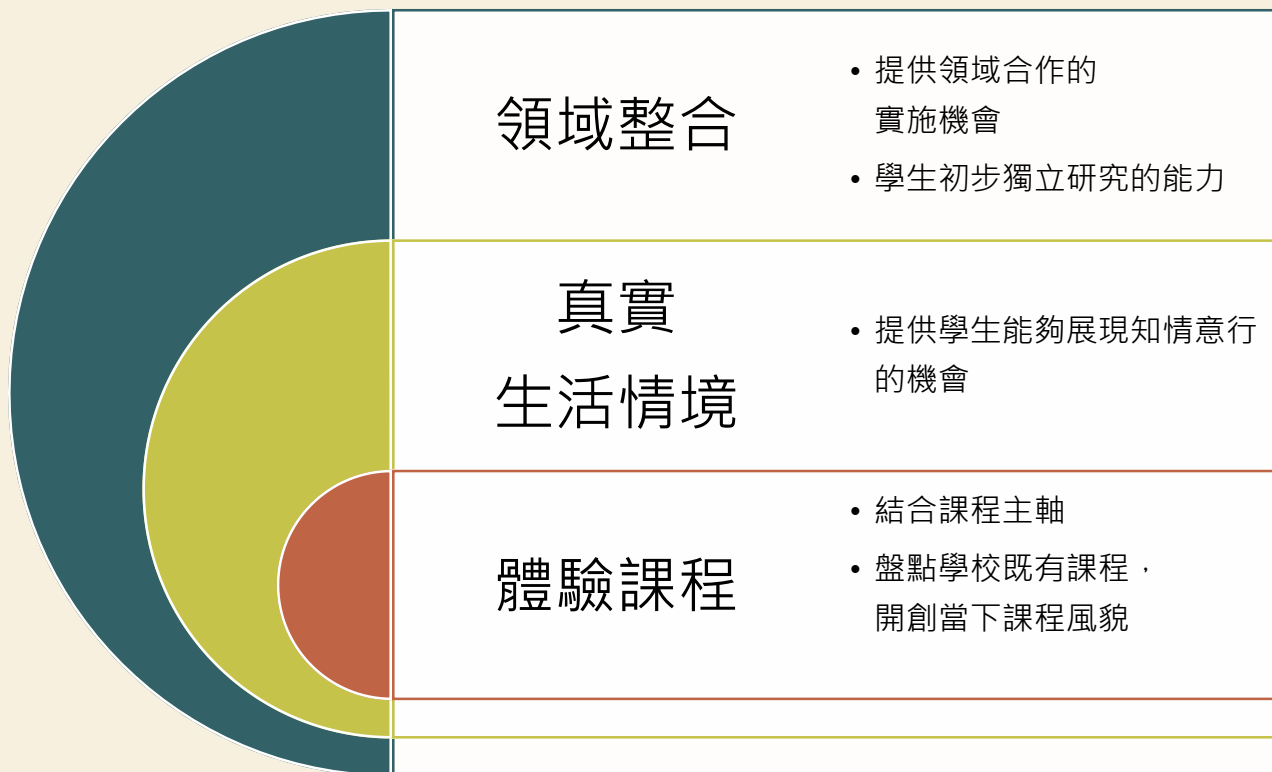 領域整合
• 提供領域合作的
實施機會
• 學生初步獨立研究的能力
真實
生活情境
• 提供學生能夠展現知情意行
的機會
體驗課程
• 結合課程主軸
• 盤點學校既有課程，
開創當下課程風貌